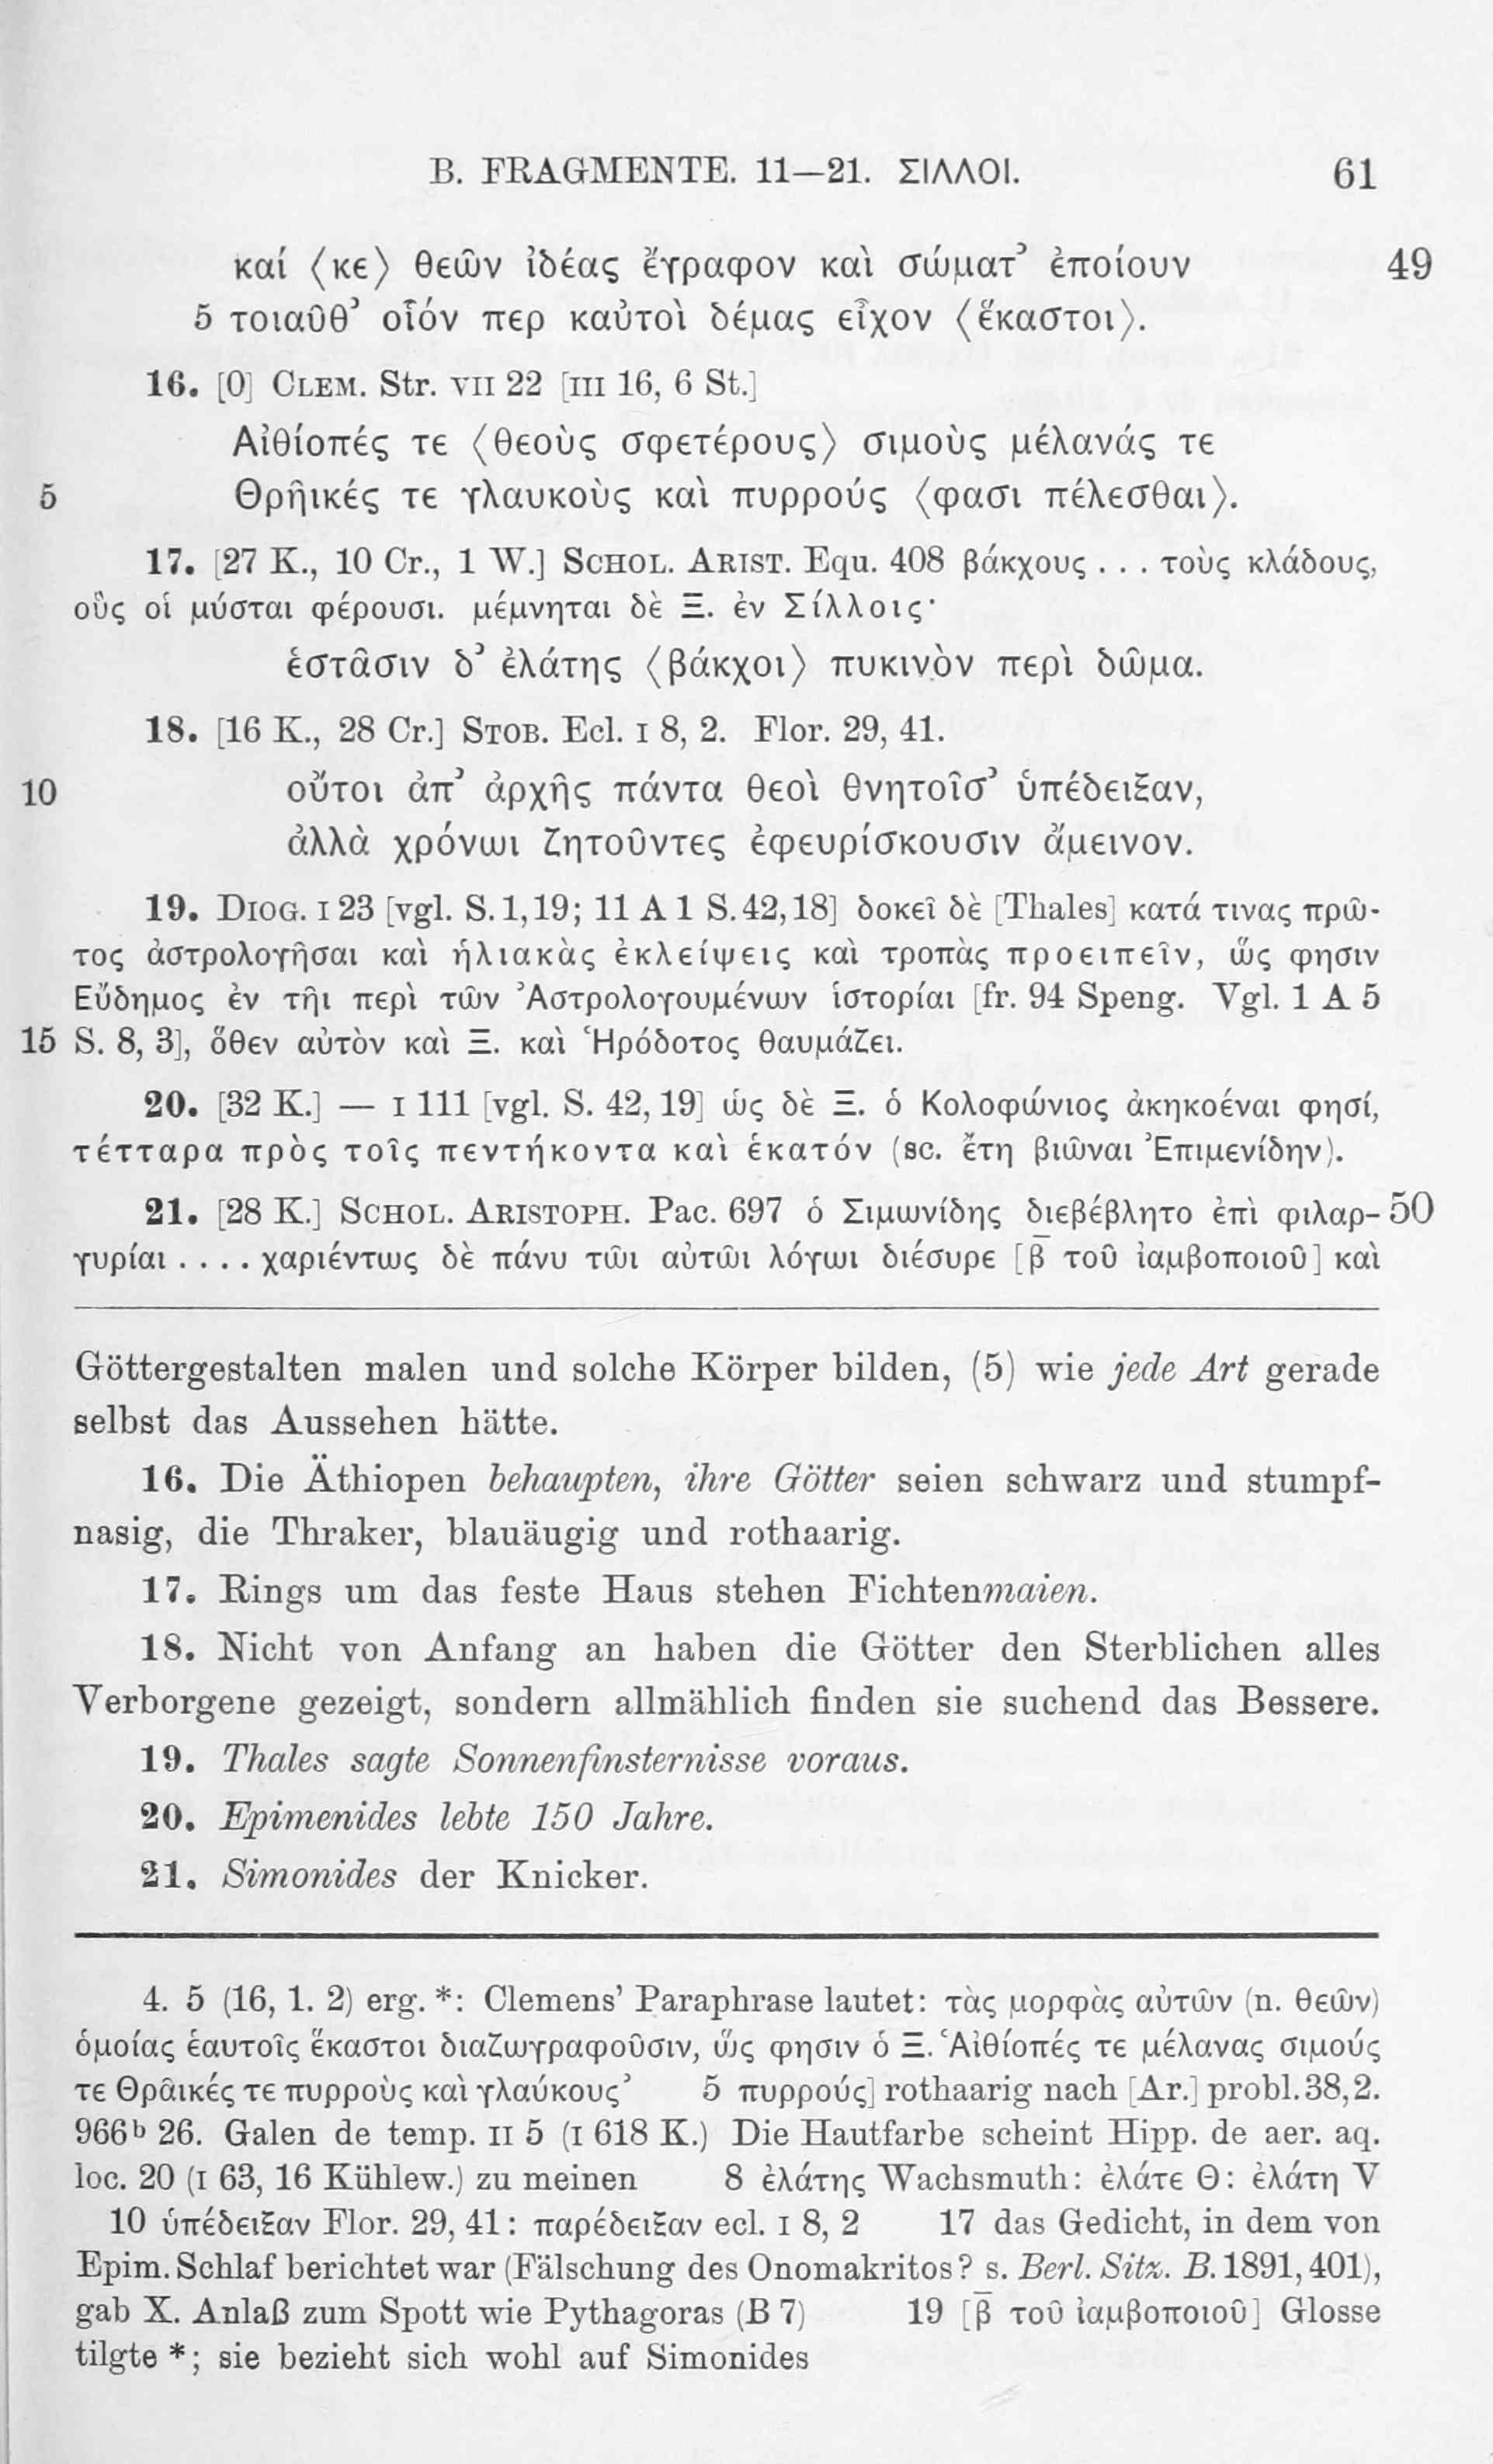 B. FRAGMENTE. 11—21. ΣΙΛΛΟΙ. 61
καί ⟨κε⟩ θεῶν ἰδέας ἔγραφον καὶ σώματ᾽ ἐποίουν 49
5 τοιαῦθ᾽ οἷόν περ καὐτοὶ δέμας εἶχον ⟨ἕκαστοι⟩.
16. [0] CLEM. Str. VII 22 [III 16, 6 St.]
Αἰθίοπές τε ⟨θεοὺς σφετέρους⟩ σιμοὺς μέλανάς τε
5 Θρῆικές τε γλαυκοὺς καὶ πυρρούς ⟨φασι πέλεσθαι⟩.
17. [27 K., 10 Cr., 1 W.] SCHOL. ARIST. Equ. 408 βάκχους . . . τοὺς κλάδους,
οὓς οἱ μύσται φέρουσι. μέμνηται δὲ Ξ. ἐν Σίλλοις·
ἑστᾶσιν δ᾽ ἐλάτης ⟨βάκχοι⟩ πυκινὸν περὶ δῶμα.
18. [16 K., 28 Cr.] STOB. Ecl. I 8, 2. Flor. 29, 41.
10 οὔτοι ἀπ᾽ ἀρχῆς πάντα θεοὶ θνητοῖσ᾽ ὑπέδειξαν,
ἀλλὰ χρόνωι ζητοῦντες ἐφευρίσκουσιν ἄμεινον.
19. DIOG. I 23 [vgl. S. 1, 19; 11 A 1 S. 42, 18] δοκεῖ δὲ [Thales] κατά τινας πρῶ-
τος ἀστρολογῆσαι καὶ ἡλιακὰς ἐκλείψεις καὶ τροπὰς προειπεῖν, ὥς φησιν
Εὔδημος ἐν τῆι περὶ τῶν Ἀστρολογουμένων ἱστορίαι [fr. 94 Speng. Vgl. 1 A 5
15 S. 8, 3], ὅθεν αὐτὸν καὶ Ξ. καὶ Ἡρόδοτος θαυμάζει.
20. [32 K.] — I 111 [vgl. S. 42, 19] ὡς δὲ Ξ. ὁ Κολοφώνιος ἀκηκοέναι φησί,
τέτταρα πρὸς τοῖς πεντήκοντα καὶ ἑκατόν (sc. ἔτη βιῶναι Ἐπιμενίδην).
21. [28 K.] SCHOL. ARISTOPH. Pac. 697 ὁ Σιμωνίδης διεβέβλητο ἐπὶ φιλαρ- 50
γυρίαι . . . . χαριέντως δὲ πάνυ τῶι αὐτῶι λόγωι διέσυρε [β̄ τοῦ ἰαμβοποιοῦ] καὶ
Göttergestalten malen und solche Körper bilden, (5) wie jede Art gerade
selbst das Aussehen hätte.
16. Die Äthiopen behaupten, ihre Götter seien schwarz und stumpf-
nasig, die Thraker, blauäugig und rothaarig.
17. Rings um das feste Haus stehen Fichtenmaien.
18. Nicht von Anfang an haben die Götter den Sterblichen alles
Verborgene gezeigt, sondern allmählich finden sie suchend das Bessere.
19. Thales sagte Sonnenfinsternisse voraus.
20. Epimenides lebte 150 Jahre.
21. Simonides der Knicker.
4. 5 (16, 1. 2) erg. *: Clemens’ Paraphrase lautet: τὰς μορφὰς αὐτῶν (n. θεῶν)
ὁμοίας ἑαυτοῖς ἕκαστοι διαζωγραφοῦσιν, ὥς φησιν ὁ Ξ. ‘Αἰθίοπές τε μέλανας σιμούς
τε Θρᾶικές τε πυρροὺς καὶ γλαύκους’ 5 πυρρούς] rothaarig nach [Ar.] probl. 38, 2.
966ᵇ 26. Galen de temp. II 5 (I 618 K.) Die Hautfarbe scheint Hipp. de aer. aq.
loc. 20 (I 63, 16 Kühlew.) zu meinen 8 ἐλάτης Wachsmuth: ἐλάτε Θ: ἐλάτη V
10 ὑπέδειξαν Flor. 29, 41: παρέδειξαν ecl. I 8, 2 17 das Gedicht, in dem von
Epim. Schlaf berichtet war (Fälschung des Onomakritos? s. Berl. Sitz. B. 1891, 401),
gab X. Anlaß zum Spott wie Pythagoras (B 7) 19 [β̄ τοῦ ἰαμβοποιοῦ] Glosse
tilgte *; sie bezieht sich wohl auf Simonides